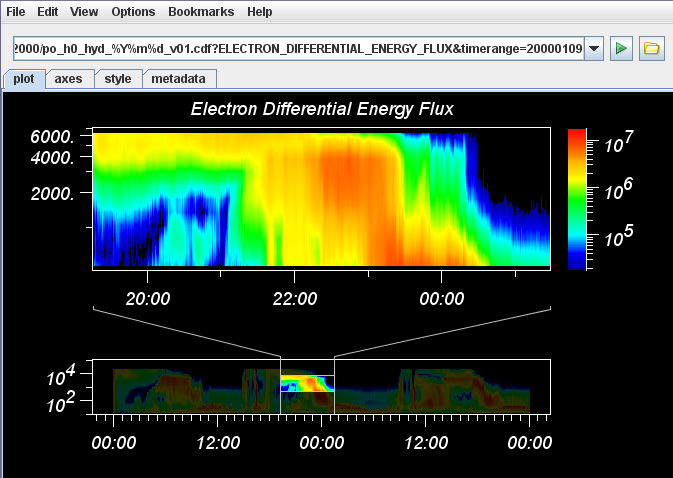 File Edit View Options Bookmarks Help
2000/po_h0_hyd_%Y%m%d_v01.cdf?ELECTRON_DIFFERENTIAL_ENERGY_FLUX&timerange=20000109
plot axes style metadata
Electron Differential Energy Flux
6000.
4000.
2000.
10^7
10^6
10^5
20:00 22:00 00:00
10^4
10^2
00:00 12:00 00:00 12:00 00:00